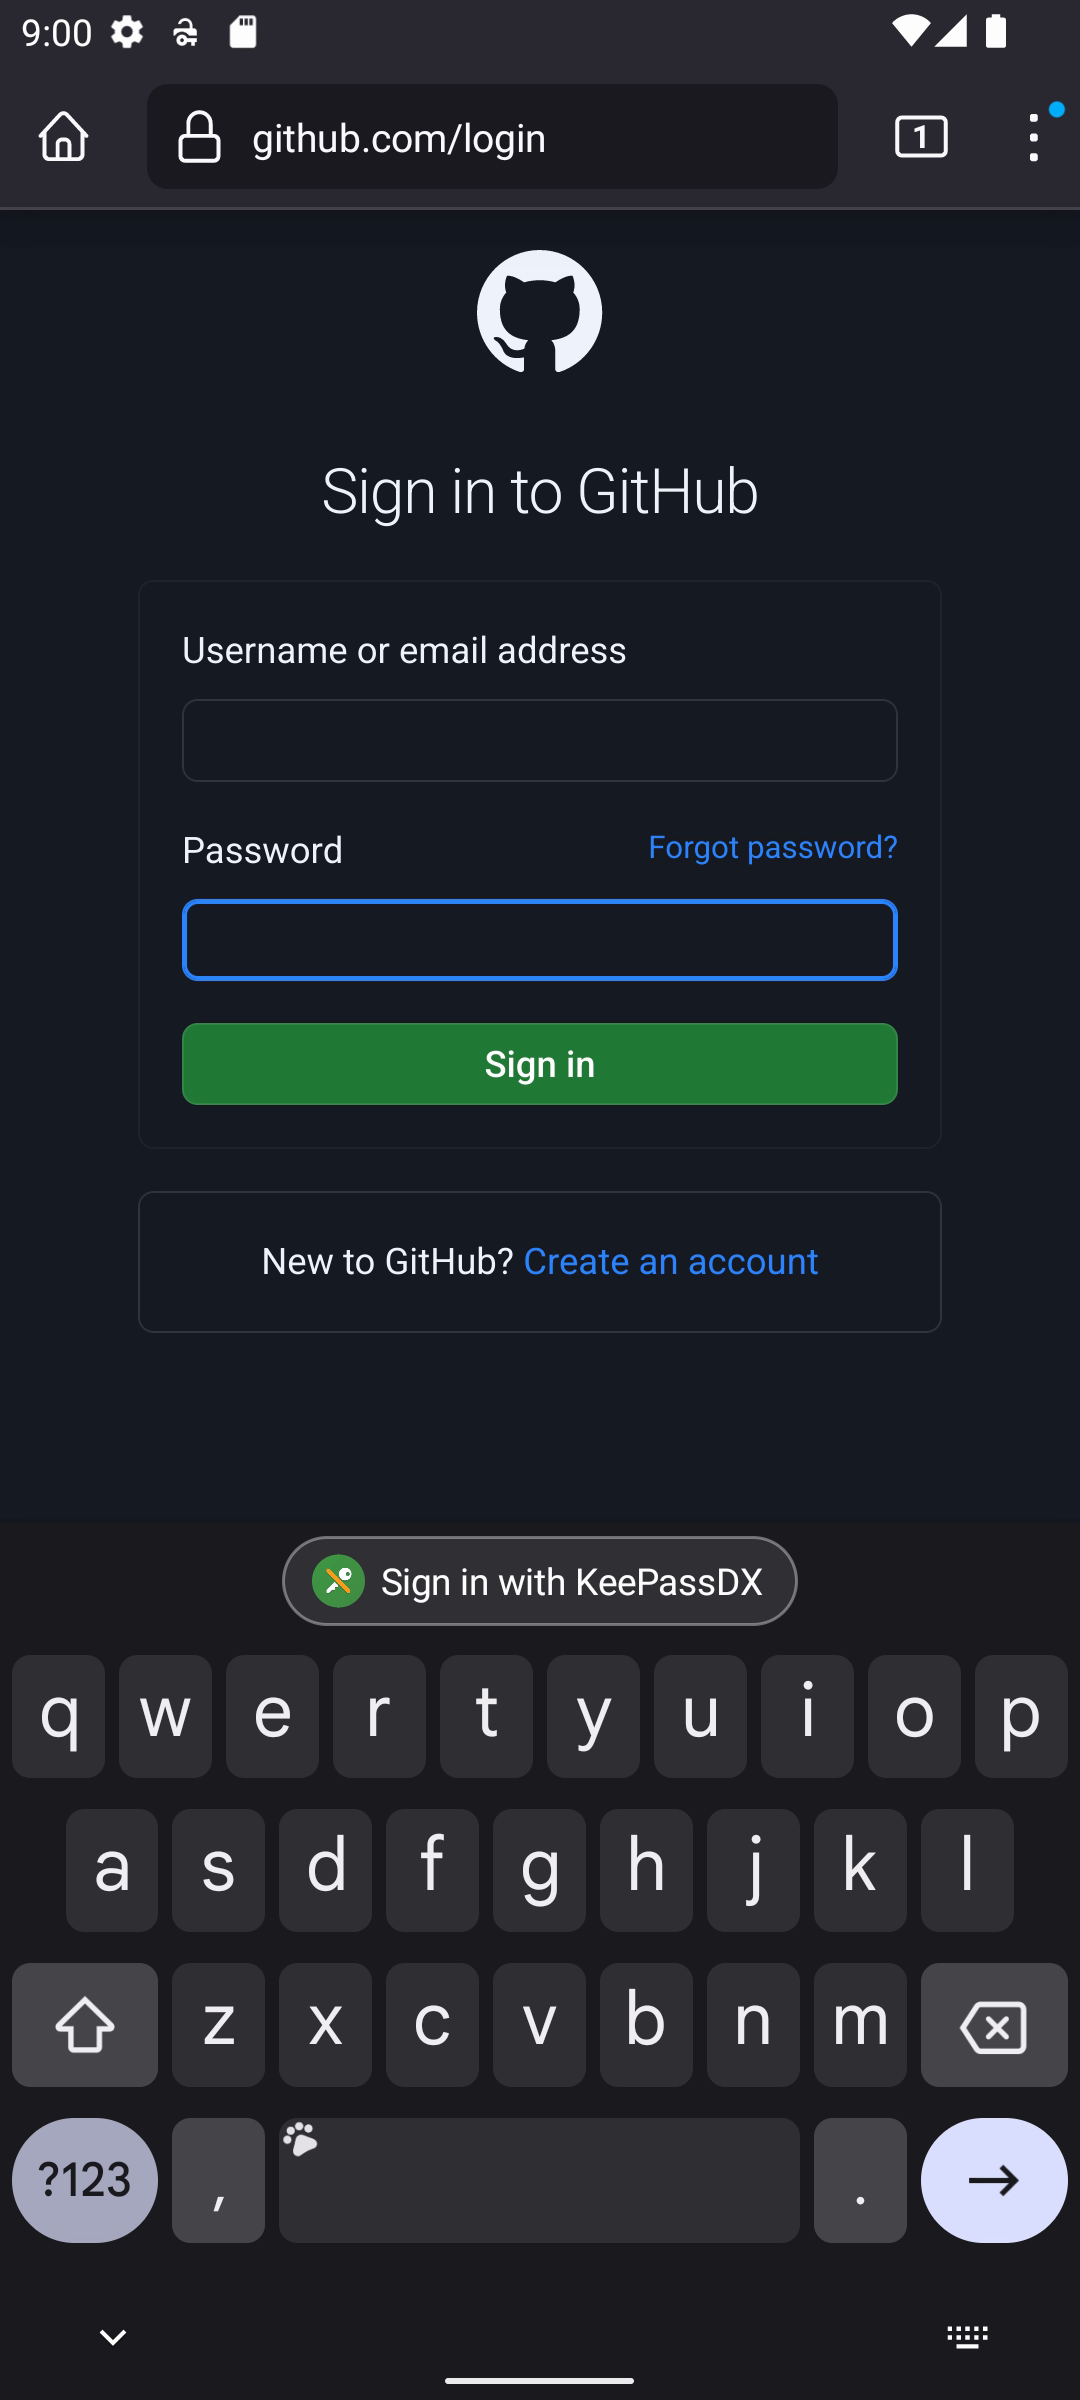 9:00
github.com/login
1
Sign in to GitHub
Username or email address
Password
Forgot password?
Sign in
New to GitHub? Create an account
Sign in with KeePassDX
q w e r t y u i o p
a s d f g h j k l
z x c v b n m
?123 , .